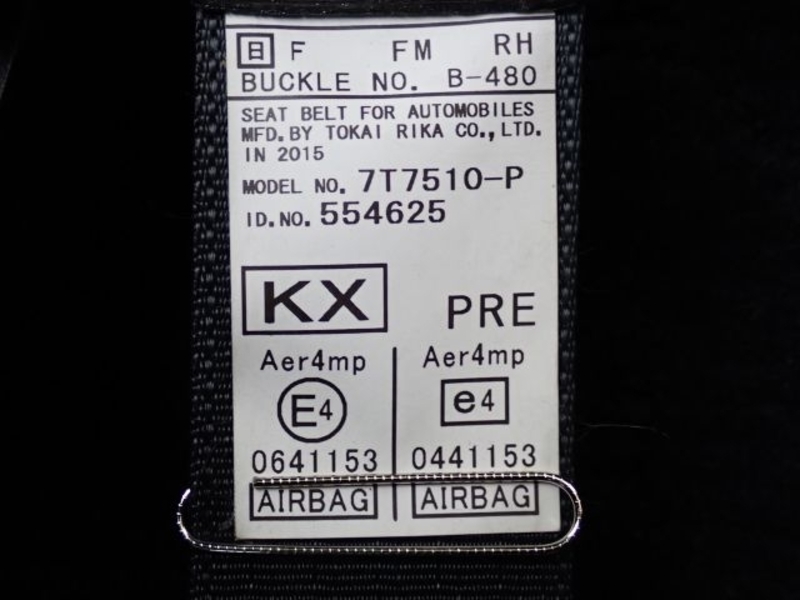 日 F FM RH
BUCKLE NO. B-480
SEAT BELT FOR AUTOMOBILES
MFD.BY TOKAI RIKA CO.,LTD.
IN 2015
MODEL NO. 7T7510-P
ID.NO. 554625
KX PRE
Aer4mp Aer4mp
E4 e4
0641153 0441153
AIRBAG AIRBAG